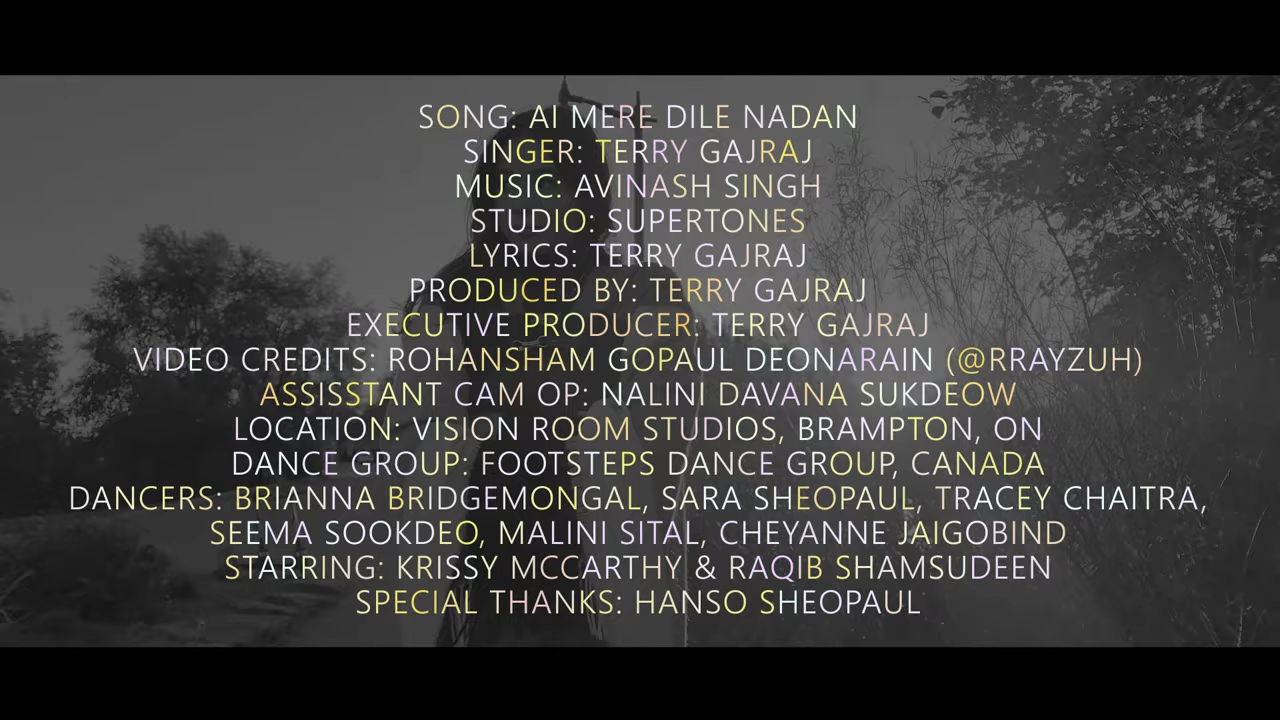 SONG: AI MERE DILE NADAN
SINGER: TERRY GAJRAJ
MUSIC: AVINASH SINGH
STUDIO: SUPERTONES
LYRICS: TERRY GAJRAJ
PRODUCED BY: TERRY GAJRAJ
EXECUTIVE PRODUCER: TERRY GAJRAJ
VIDEO CREDITS: ROHANSHAM GOPAUL DEONARAIN (@RRAYZUH)
ASSISSTANT CAM OP: NALINI DAVANA SUKDEOW
LOCATION: VISION ROOM STUDIOS, BRAMPTON, ON
DANCE GROUP: FOOTSTEPS DANCE GROUP, CANADA
DANCERS: BRIANNA BRIDGEMONGAL, SARA SHEOPAUL, TRACEY CHAITRA,
SEEMA SOOKDEO, MALINI SITAL, CHEYANNE JAIGOBIND
STARRING: KRISSY MCCARTHY & RAQIB SHAMSUDEEN
SPECIAL THANKS: HANSO SHEOPAUL